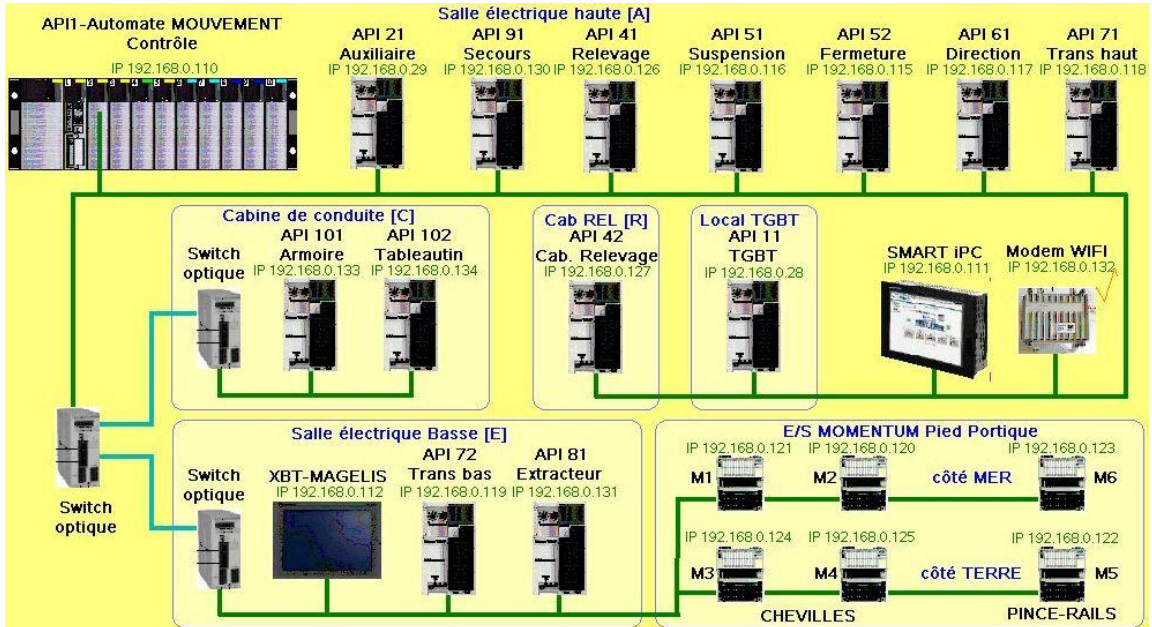 Salle électrique haute [A]
API1-Automate MOUVEMENT
Contrôle
IP 192.168.0.110
API 21
Auxiliaire
IP 192.168.0.29
API 91
Secours
IP 192.168.0.130
API 41
Relevage
IP 192.168.0.126
API 51
Suspension
IP 192.168.0.116
API 52
Fermeture
IP 192.168.0.115
API 61
Direction
IP 192.168.0.117
API 71
Trans haut
IP 192.168.0.118
Cabine de conduite [C]
Switch
optique
API 101
Armoire
IP 192.168.0.133
API 102
Tableautin
IP 192.168.0.134
Cab REL [R]
API 42
Cab. Relevage
IP 192.168.0.127
Local TGBT
API 11
TGBT
IP 192.168.0.28
SMART iPC
IP 192.168.0.111
Modem WIFI
IP 192.168.0.132
Switch
optique
Salle électrique Basse [E]
Switch
optique
XBT-MAGELIS
IP 192.168.0.112
API 72
Trans bas
IP 192.168.0.119
API 81
Extracteur
IP 192.168.0.131
E/S MOMENTUM Pied Portique
IP 192.168.0.121
M1
IP 192.168.0.120
M2
côté MER
IP 192.168.0.123
M6
IP 192.168.0.124
M3
IP 192.168.0.125
M4
côté TERRE
IP 192.168.0.122
M5
CHEVILLES
PINCE-RAILS